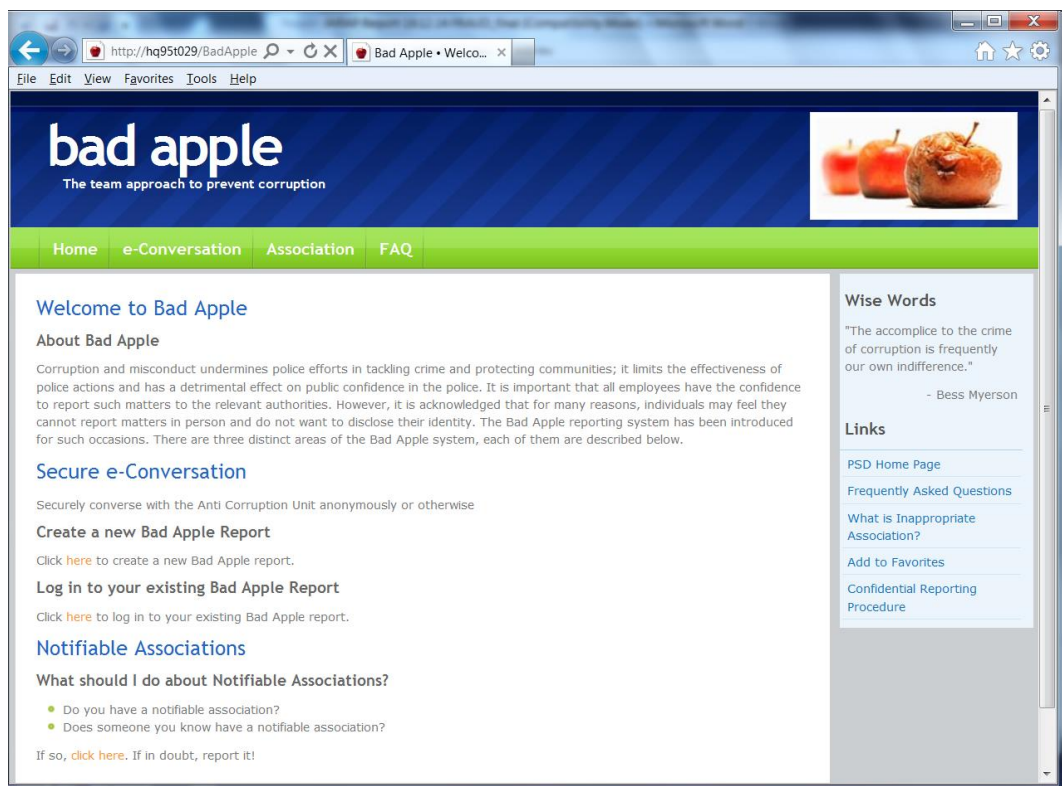 http://hq95t029/BadApple
Bad Apple • Welco...
File Edit View Favorites Tools Help
bad apple
The team approach to prevent corruption
Home e-Conversation Association FAQ
Welcome to Bad Apple
About Bad Apple
Corruption and misconduct undermines police efforts in tackling crime and protecting communities; it limits the effectiveness of
police actions and has a detrimental effect on public confidence in the police. It is important that all employees have the confidence
to report such matters to the relevant authorities. However, it is acknowledged that for many reasons, individuals may feel they
cannot report matters in person and do not want to disclose their identity. The Bad Apple reporting system has been introduced
for such occasions. There are three distinct areas of the Bad Apple system, each of them are described below.
Secure e-Conversation
Securely converse with the Anti Corruption Unit anonymously or otherwise
Create a new Bad Apple Report
Click here to create a new Bad Apple report.
Log in to your existing Bad Apple Report
Click here to log in to your existing Bad Apple report.
Notifiable Associations
What should I do about Notifiable Associations?
Do you have a notifiable association?
Does someone you know have a notifiable association?
If so, click here. If in doubt, report it!
Wise Words
"The accomplice to the crime
of corruption is frequently
our own indifference."
- Bess Myerson
Links
PSD Home Page
Frequently Asked Questions
What is Inappropriate
Association?
Add to Favorites
Confidential Reporting
Procedure